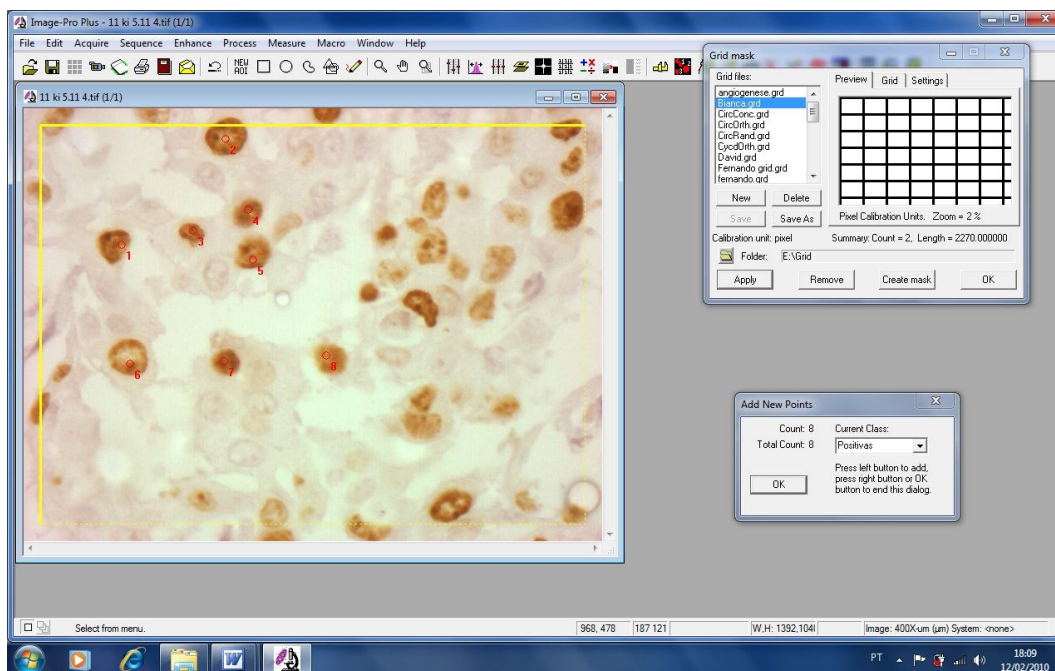 Image-Pro Plus - 11 ki 5.11 4.tif (1/1)
File Edit Acquire Sequence Enhance Process Measure Macro Window Help
NEW
AOI
11 ki 5.11 4.tif (1/1)
2
4
3
1
5
6
7
8
Grid mask
Grid files:
angiogenese.grd
Bianca.grd
CircConc.grd
CircOrth.grd
CircRand.grd
CycdOrth.grd
David.grd
Fernando grid.grd
fernando.grd
New Delete
Save Save As
Preview Grid Settings
Pixel Calibration Units. Zoom = 2 %
Calibration unit: pixel Summary: Count = 2, Length = 2270.000000
Folder: E:\Grid
Apply Remove Create mask OK
Add New Points
Count: 8 Current Class:
Total Count: 8 Positivas
Press left button to add,
press right button or OK
button to end this dialog.
OK
Select from menu. 968, 478 187 121 W,H: 1392,104 Image: 400X-um (µm) System: <none>
PT 18:09
12/02/2010